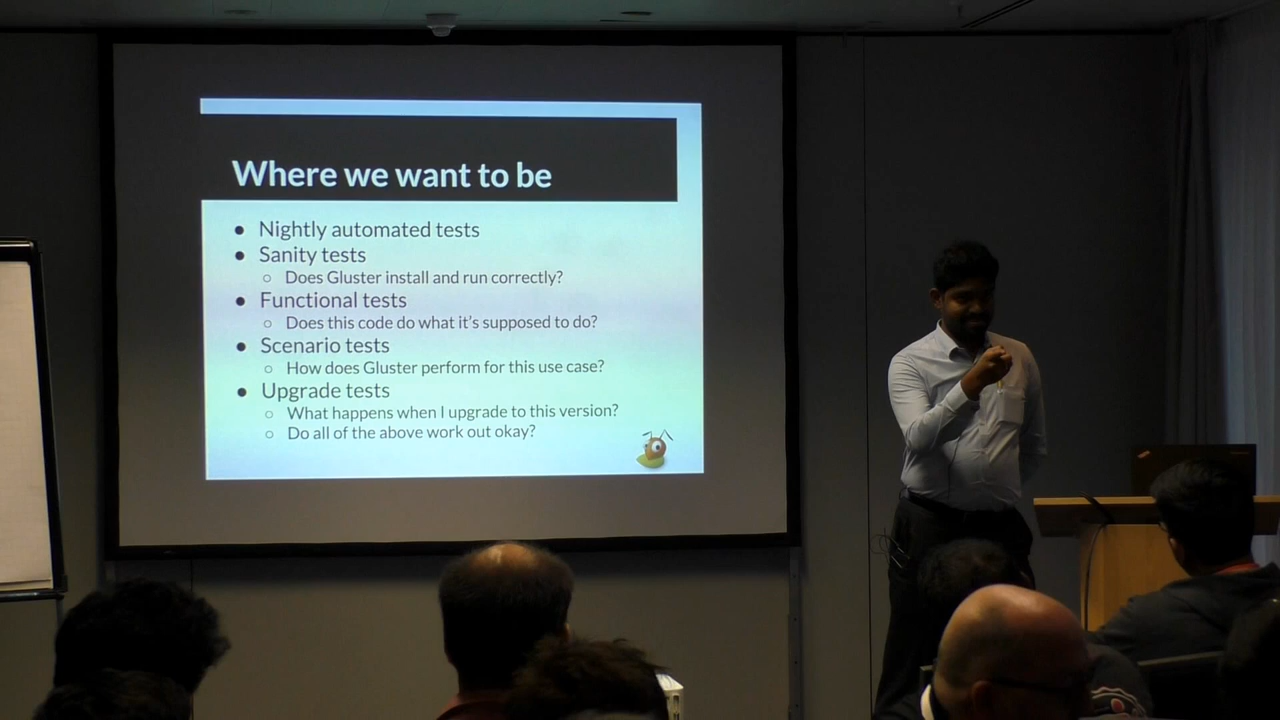 Where we want to be
● Nightly automated tests
● Sanity tests
○ Does Gluster install and run correctly?
● Functional tests
○ Does this code do what it's supposed to do?
● Scenario tests
○ How does Gluster perform for this use case?
● Upgrade tests
○ What happens when I upgrade to this version?
○ Do all of the above work out okay?